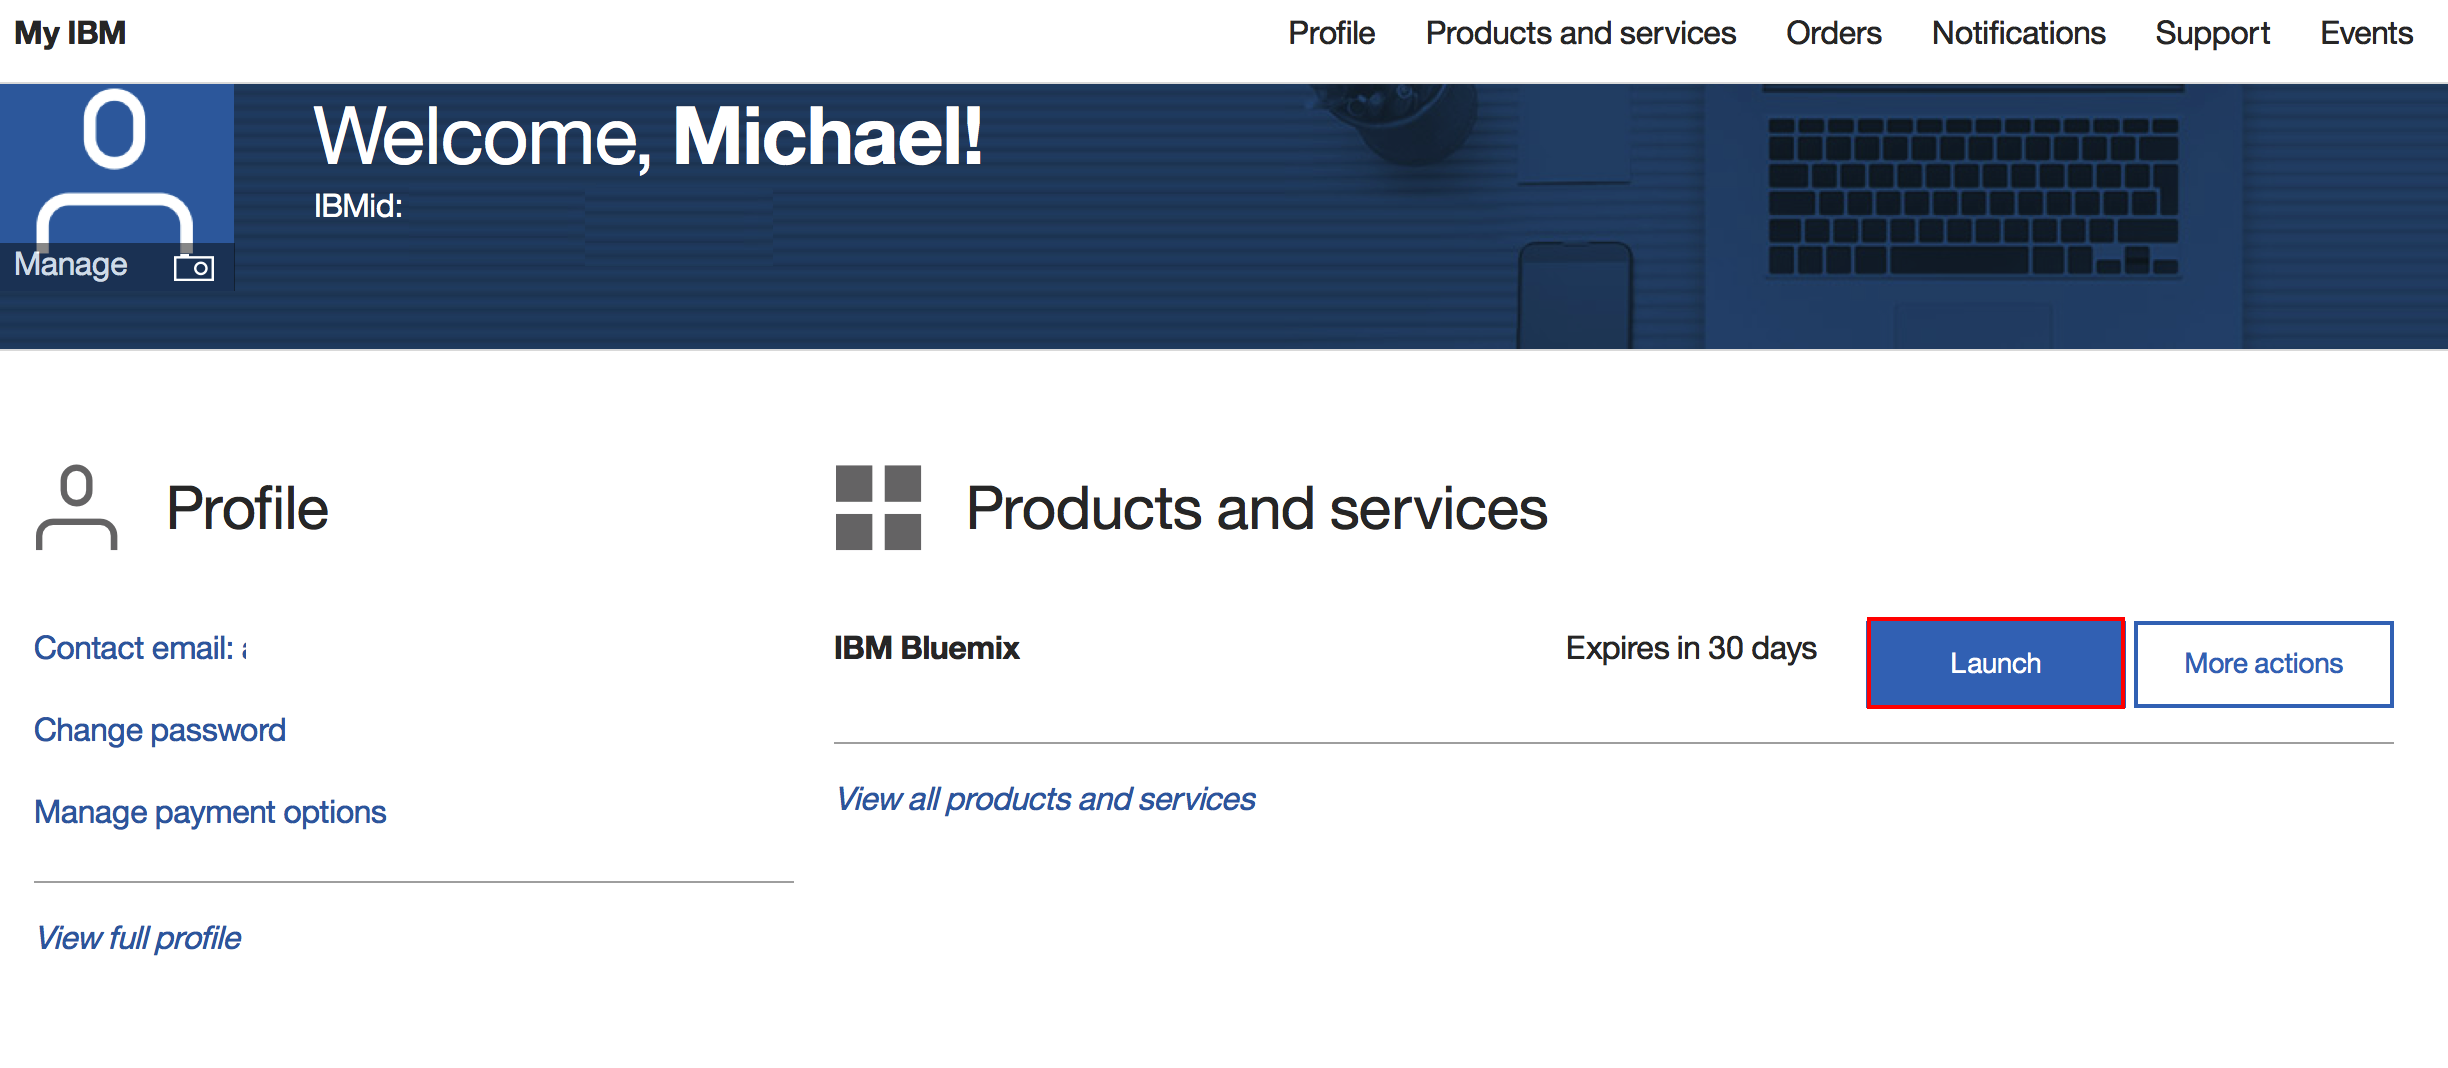 My IBM Profile Products and services Orders Notifications Support Events
Welcome, Michael!
IBMid:
Manage
Profile
Contact email:
Change password
Manage payment options
View full profile
Products and services
IBM Bluemix Expires in 30 days Launch More actions
View all products and services